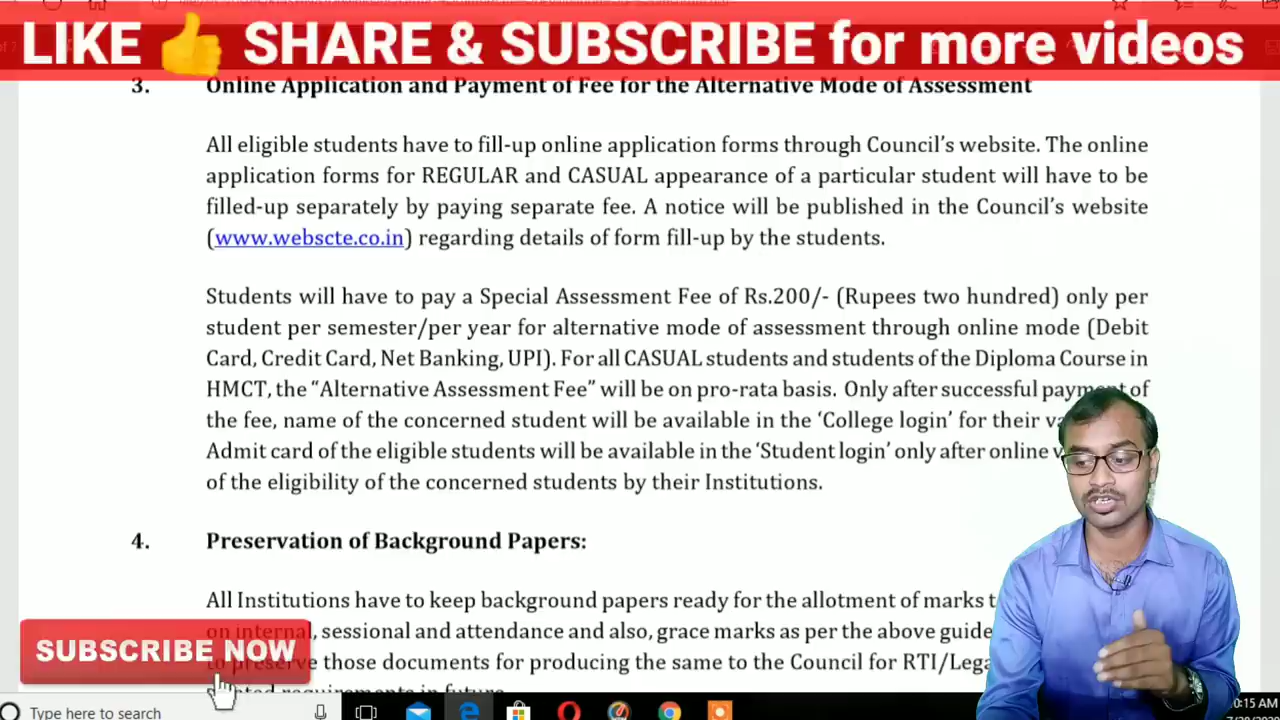 LIKE 👍 SHARE & SUBSCRIBE for more videos
3. Online Application and Payment of Fee for the Alternative Mode of Assessment
All eligible students have to fill-up online application forms through Council's website. The online
application forms for REGULAR and CASUAL appearance of a particular student will have to be
filled-up separately by paying separate fee. A notice will be published in the Council's website
(www.webscte.co.in) regarding details of form fill-up by the students.
Students will have to pay a Special Assessment Fee of Rs.200/- (Rupees two hundred) only per
student per semester/per year for alternative mode of assessment through online mode (Debit
Card, Credit Card, Net Banking, UPI). For all CASUAL students and students of the Diploma Course in
HMCT, the “Alternative Assessment Fee” will be on pro-rata basis. Only after successful payment of
the fee, name of the concerned student will be available in the ‘College login’ for their
Admit card of the eligible students will be available in the ‘Student login’ only after online
of the eligibility of the concerned students by their Institutions.
4. Preservation of Background Papers:
All Institutions have to keep background papers ready for the allotment of marks
on internal, sessional and attendance and also, grace marks as per the above
SUBSCRIBE NOW
to preserve those documents for producing the same to the Council for
in future
Type here to search
:15 AM